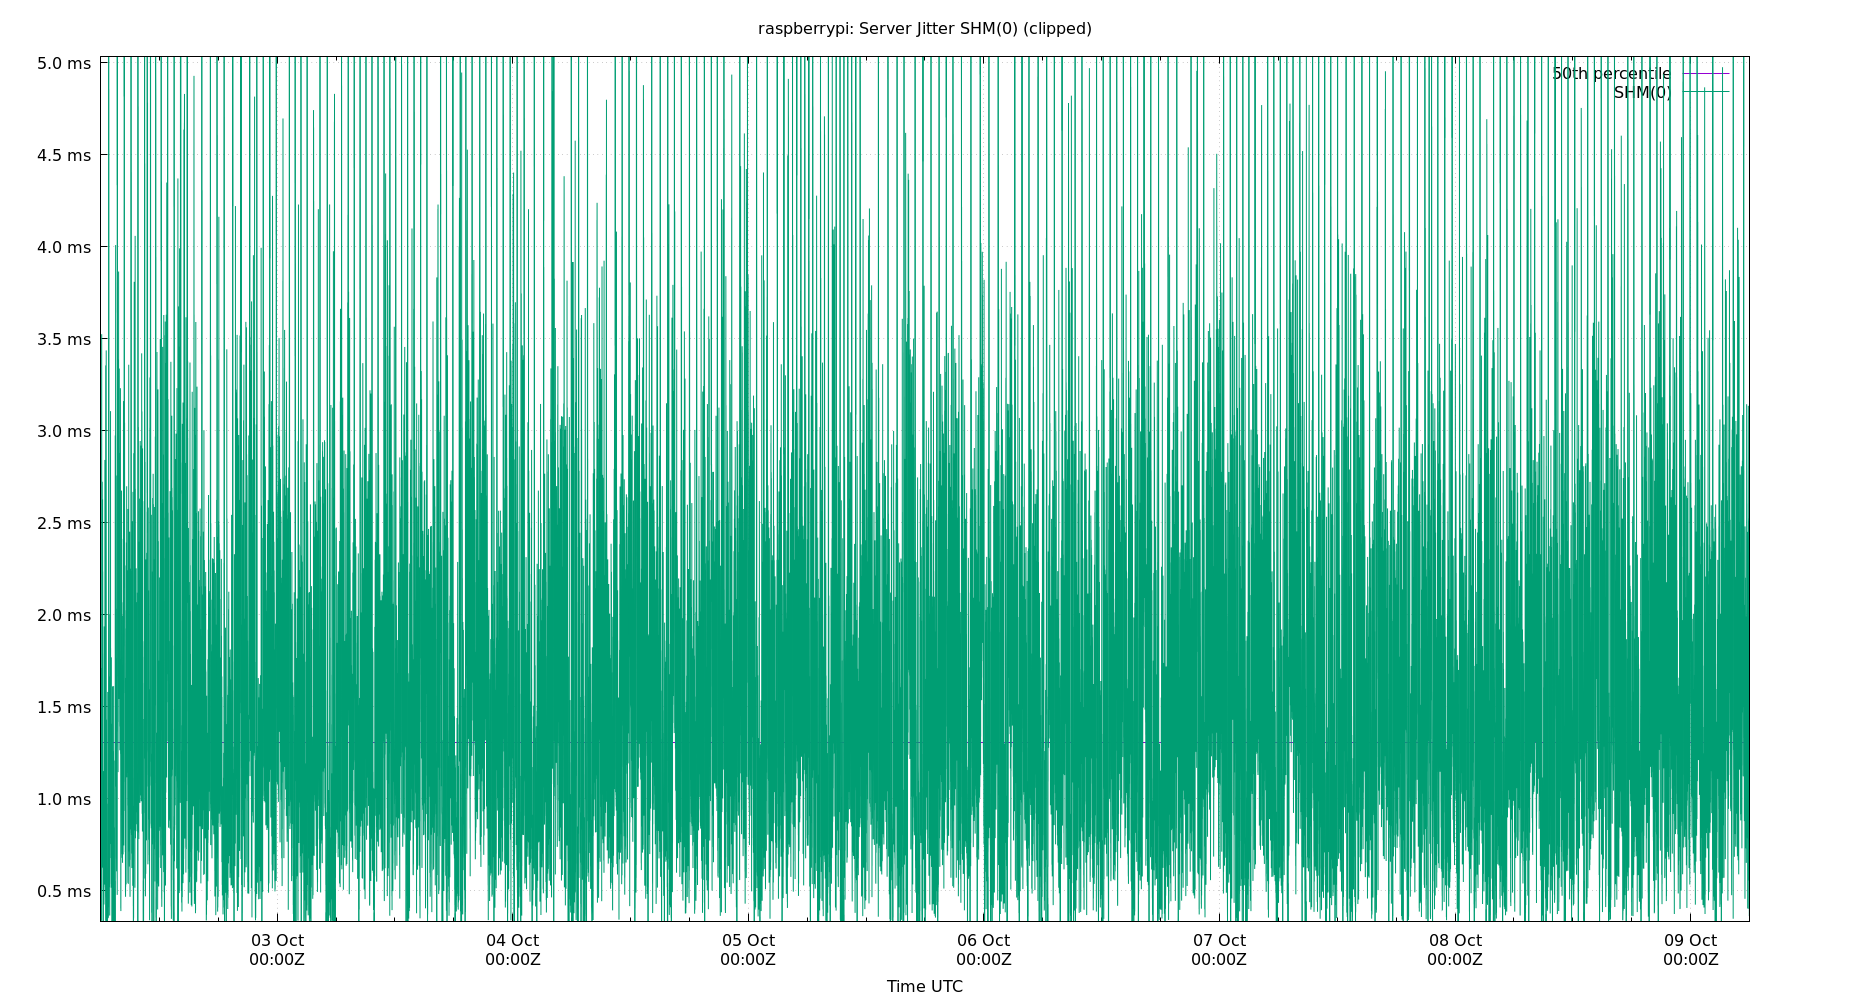 raspberrypi: Server Jitter SHM(0) (clipped)
5.0 ms
50th percentile
SHM(0)
4.5 ms
4.0 ms
3.5 ms
3.0 ms
2.5 ms
2.0 ms
1.5 ms
1.0 ms
0.5 ms
03 Oct 04 Oct 05 Oct 06 Oct 07 Oct 08 Oct 09 Oct
00:00Z 00:00Z 00:00Z 00:00Z 00:00Z 00:00Z 00:00Z
Time UTC